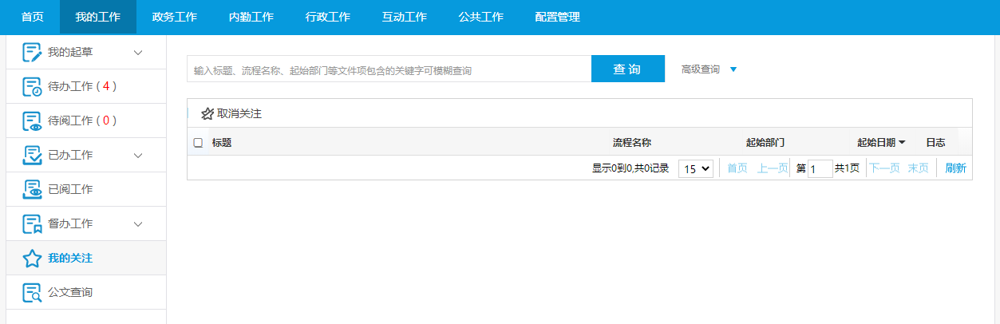 首页 我的工作 政务工作 内勤工作 行政工作 互动工作 公共工作 配置管理
我的起草
待办工作 ( 4 )
待阅工作 ( 0 )
已办工作
已阅工作
督办工作
我的关注
公文查询
输入标题、流程名称、起始部门等文件项包含的关键字可模糊查询 查 询 高级查询
取消关注
标题 流程名称 起始部门 起始日期 日志
显示0到0,共0记录 15 首页 上一页 第 1 共1页 下一页 末页 刷新